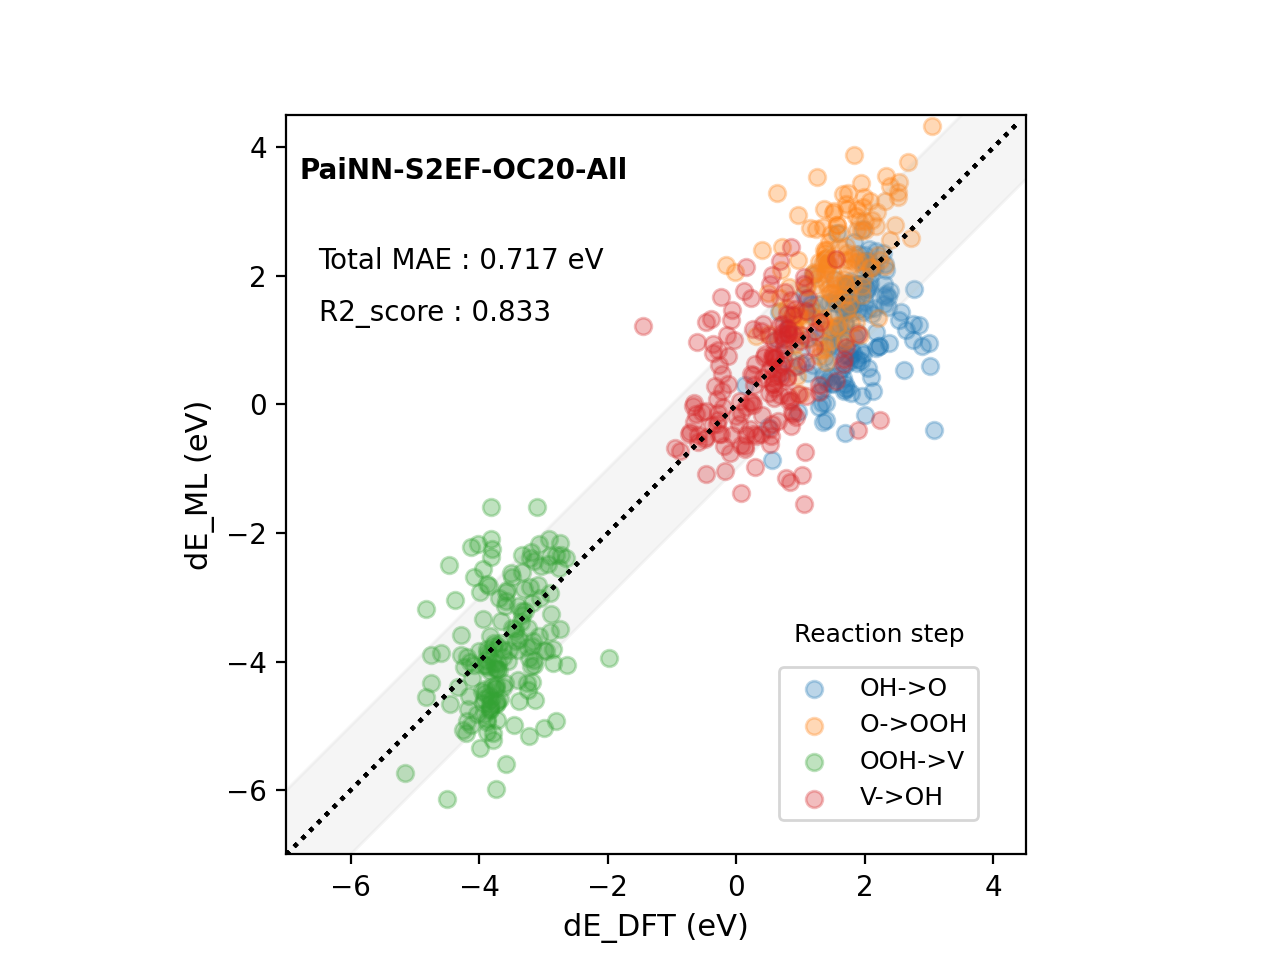 PaiNN-S2EF-OC20-All
Total MAE : 0.717 eV
R2_score : 0.833
4
2
0
−2
−4
−6
dE_ML (eV)
Reaction step
OH->O
O->OOH
OOH->V
V->OH
−6
−4
−2
0
2
4
dE_DFT (eV)